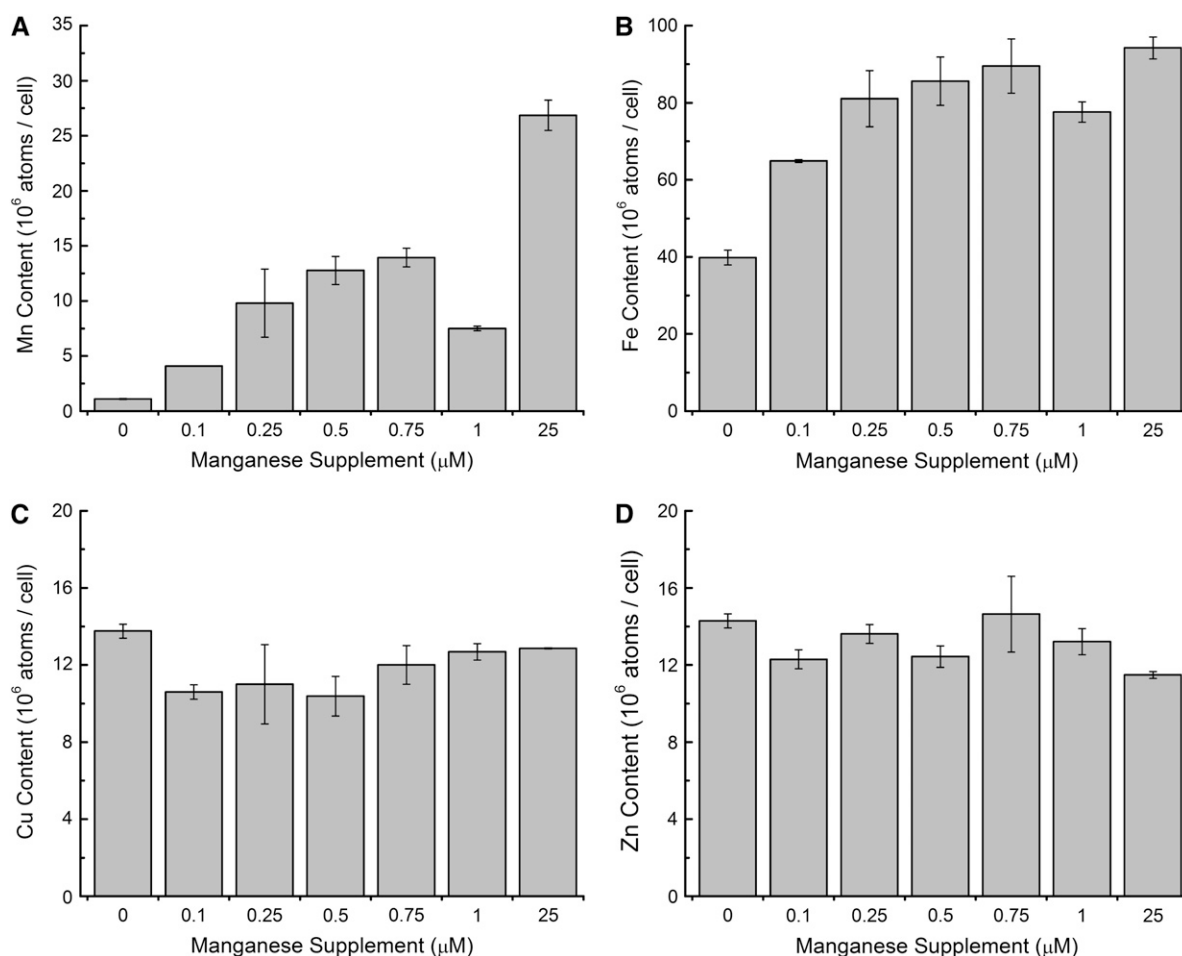 A
Mn Content (10⁶ atoms / cell)
35
30
25
20
15
10
5
0
0 0.1 0.25 0.5 0.75 1 25
Manganese Supplement (μM)
B
Fe Content (10⁶ atoms / cell)
100
80
60
40
20
0
0 0.1 0.25 0.5 0.75 1 25
Manganese Supplement (μM)
C
Cu Content (10⁶ atoms / cell)
20
16
12
8
4
0
0 0.1 0.25 0.5 0.75 1 25
Manganese Supplement (μM)
D
Zn Content (10⁶ atoms / cell)
20
16
12
8
4
0
0 0.1 0.25 0.5 0.75 1 25
Manganese Supplement (μM)